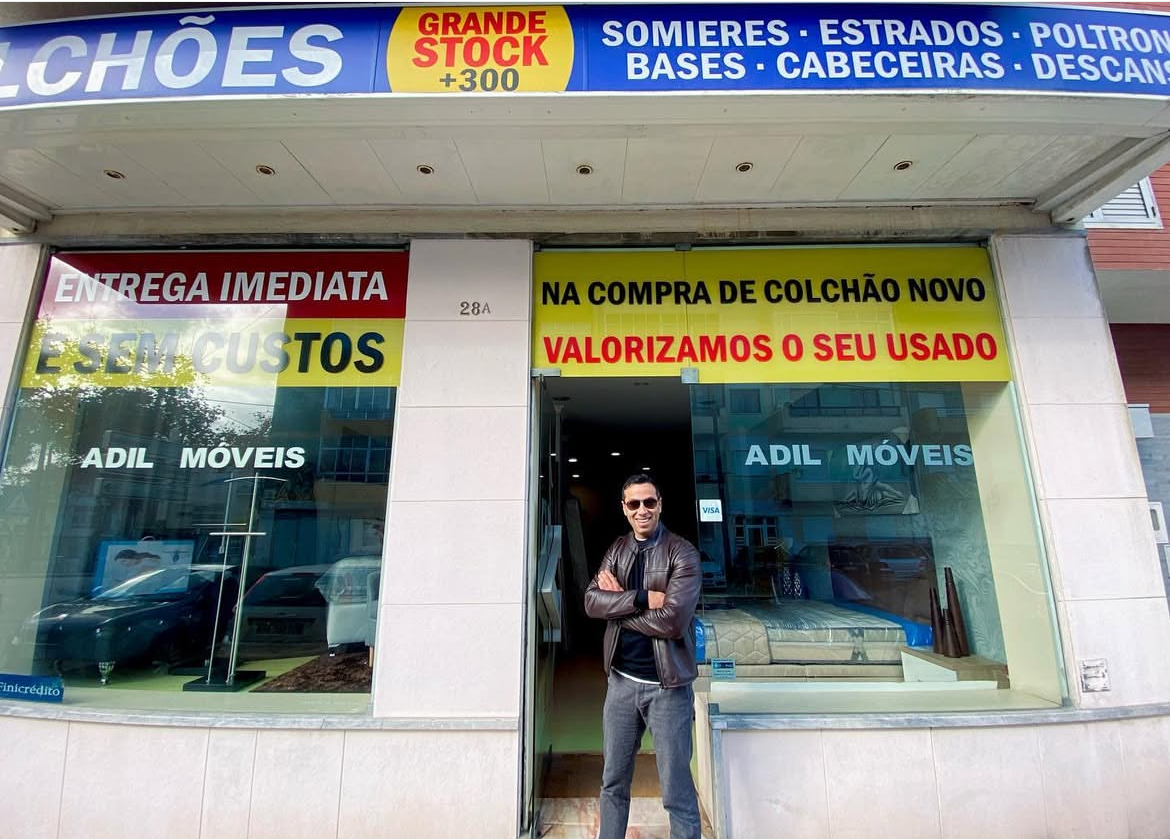 LCHÕES
GRANDE
STOCK
+300
SOMIERES · ESTRADOS · POLTRON
BASES · CABECEIRAS · DESCANS
ENTREGA IMEDIATA
E SEM CUSTOS
28A
NA COMPRA DE COLCHÃO NOVO
VALORIZAMOS O SEU USADO
ADIL MÓVEIS
ADIL MÓVEIS
VISA
Finicrédito